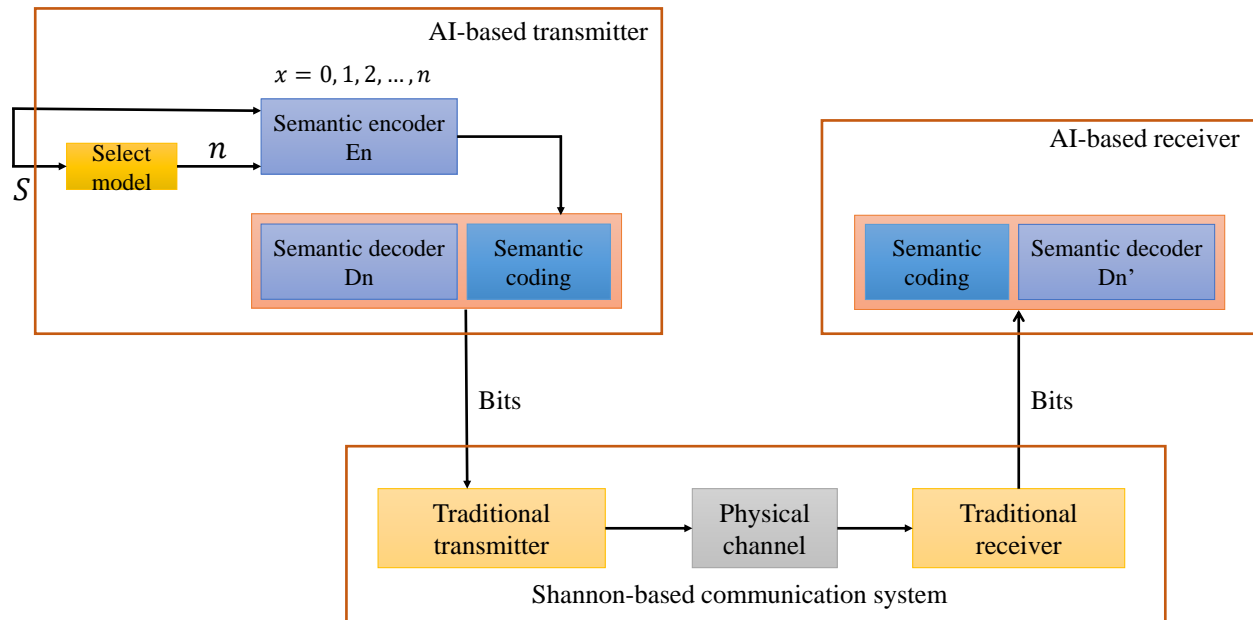 AI-based transmitter
x = 0, 1, 2, … , n
Semantic encoder
En
Select
model
n
S
Semantic decoder
Dn
Semantic
coding
AI-based receiver
Semantic
coding
Semantic decoder
Dn’
Bits
Bits
Traditional
transmitter
Physical
channel
Traditional
receiver
Shannon-based communication system